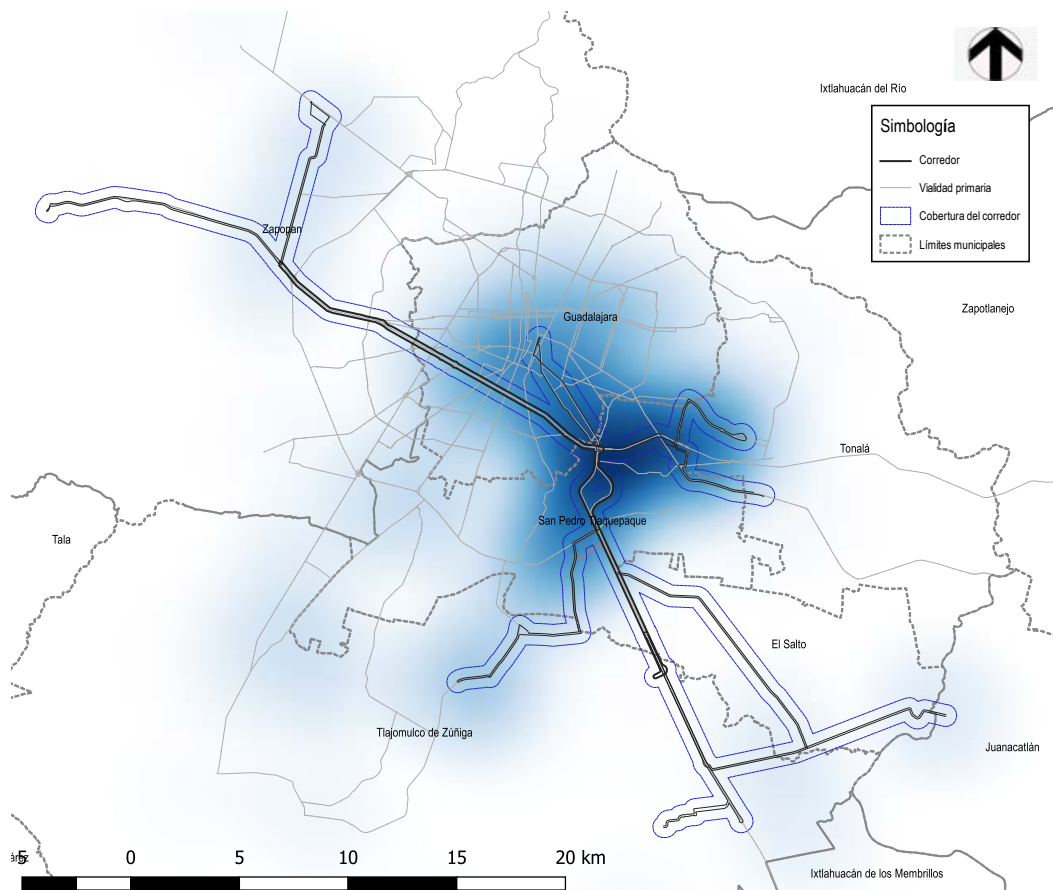 Ixtlahuacán del Río
Simbología
Corredor
Vialidad primaria
Cobertura del corredor
Límites municipales
Zapopan
Zapotlanejo
Guadalajara
Tonalá
San Pedro Tlaquepaque
Tala
El Salto
Tlajomulco de Zúñiga
Juanacatlán
5 0 5 10 15 20 km
Ixtlahuacán de los Membrillos